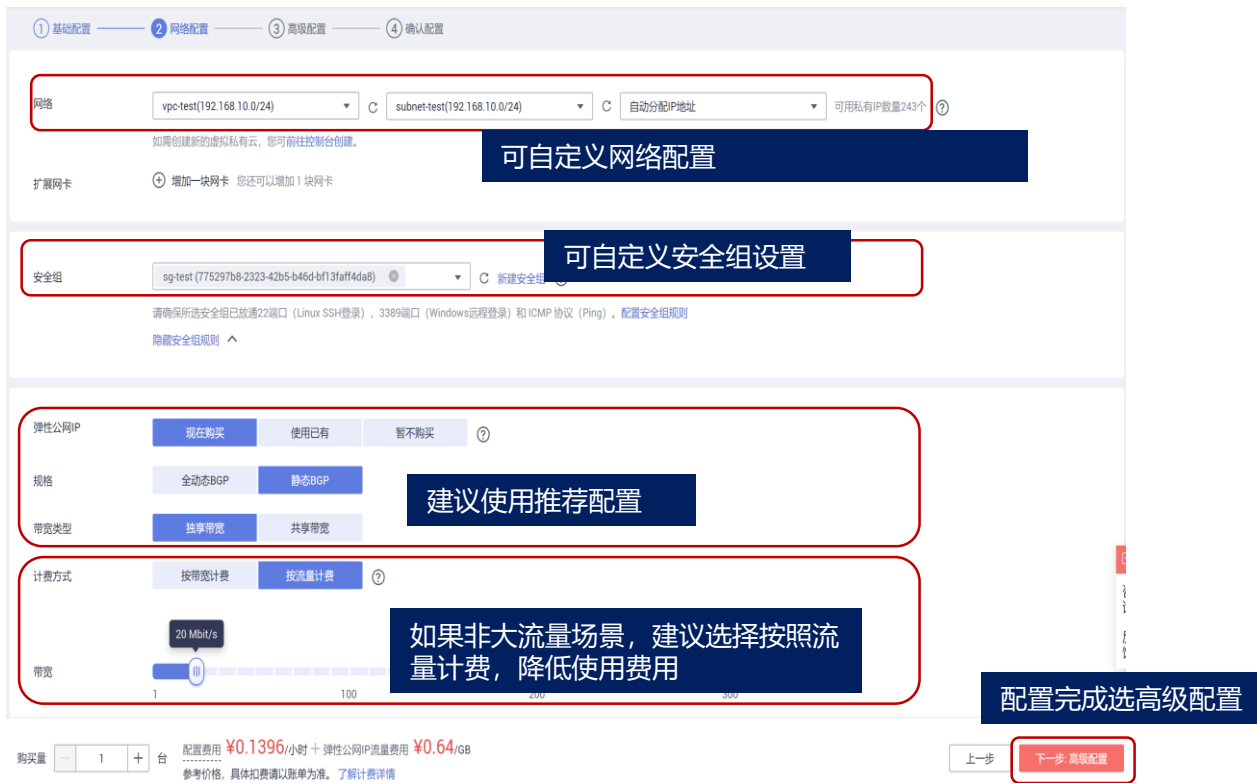 1 基础配置 2 网络配置 3 高级配置 4 确认配置
网络 vpc-test(192.168.10.0/24) subnet-test(192.168.10.0/24) 自动分配IP地址 可用私有IP数量243个 ?
如需创建新的虚拟私有云，您可前往控制台创建。
可自定义网络配置
扩展网卡 增加一块网卡 您还可以增加 1 块网卡
可自定义安全组设置
安全组 sg-test (775297b8-2323-42b5-b46d-bf13faff4da8) 新建安全组
请确保所选安全组已放通22端口（Linux SSH登录），3389端口（Windows远程登录）和 ICMP 协议（Ping）。配置安全组规则
隐藏安全组规则
弹性公网IP 现在购买 使用已有 暂不购买 ?
规格 全动态BGP 静态BGP
建议使用推荐配置
带宽类型 独享带宽 共享带宽
计费方式 按带宽计费 按流量计费 ?
如果非大流量场景，建议选择按照流
量计费，降低使用费用
20 Mbit/s
带宽
1 100 200 300
配置完成选高级配置
购买量 1 + 台 配置费用 ¥0.1396/小时 + 弹性公网IP流量费用 ¥0.64/GB
参考价格，具体扣费请以账单为准。 了解计费详情
上一步 下一步: 高级配置